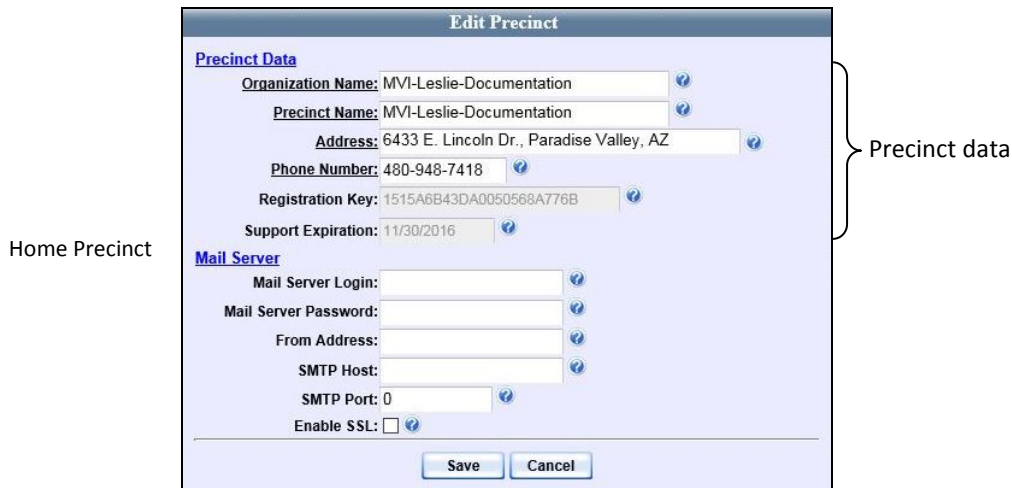 Edit Precinct
Precinct Data
Organization Name: MVI-Leslie-Documentation
Precinct Name: MVI-Leslie-Documentation
Address: 6433 E. Lincoln Dr., Paradise Valley, AZ
Phone Number: 480-948-7418
Registration Key: 1515A6B43DA0050568A776B
Support Expiration: 11/30/2016
Precinct data
Home Precinct
Mail Server
Mail Server Login:
Mail Server Password:
From Address:
SMTP Host:
SMTP Port: 0
Enable SSL:
Save Cancel